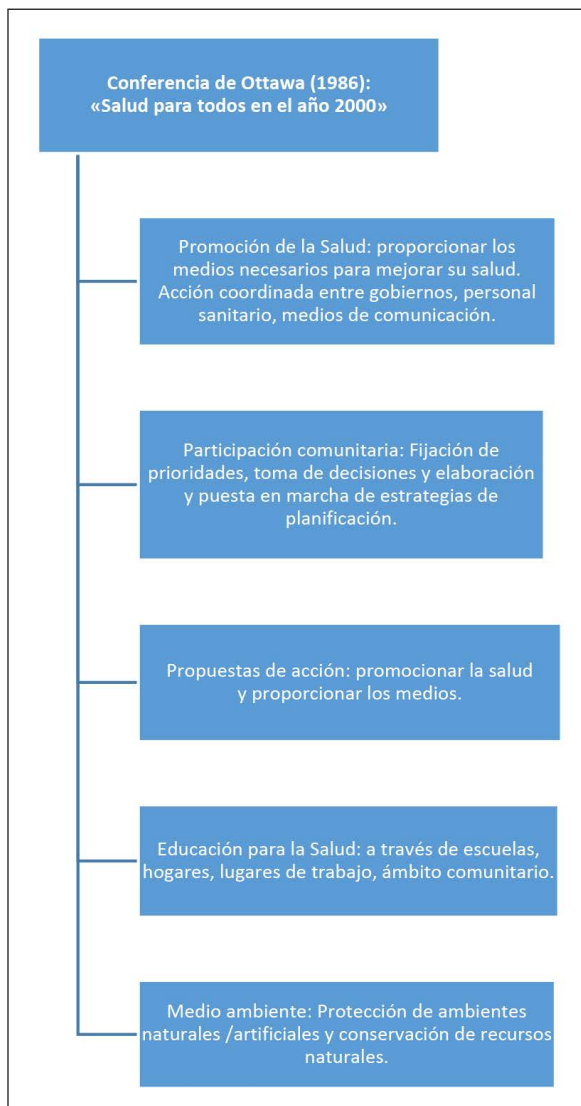 Conferencia de Ottawa (1986):
«Salud para todos en el año 2000»
Promoción de la Salud: proporcionar los
medios necesarios para mejorar su salud.
Acción coordinada entre gobiernos, personal
sanitario, medios de comunicación.
Participación comunitaria: Fijación de
prioridades, toma de decisiones y elaboración
y puesta en marcha de estrategias de
planificación.
Propuestas de acción: promocionar la salud
y proporcionar los medios.
Educación para la Salud: a través de escuelas,
hogares, lugares de trabajo, ámbito comunitario.
Medio ambiente: Protección de ambientes
naturales /artificiales y conservación de recursos
naturales.